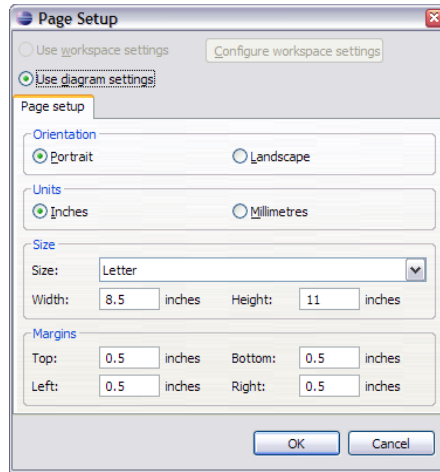 Page Setup
Use workspace settings Configure workspace settings
Use diagram settings
Page setup
Orientation
Portrait Landscape
Units
Inches Millimetres
Size
Size: Letter
Width: 8.5 inches Height: 11 inches
Margins
Top: 0.5 inches Bottom: 0.5 inches
Left: 0.5 inches Right: 0.5 inches
OK Cancel